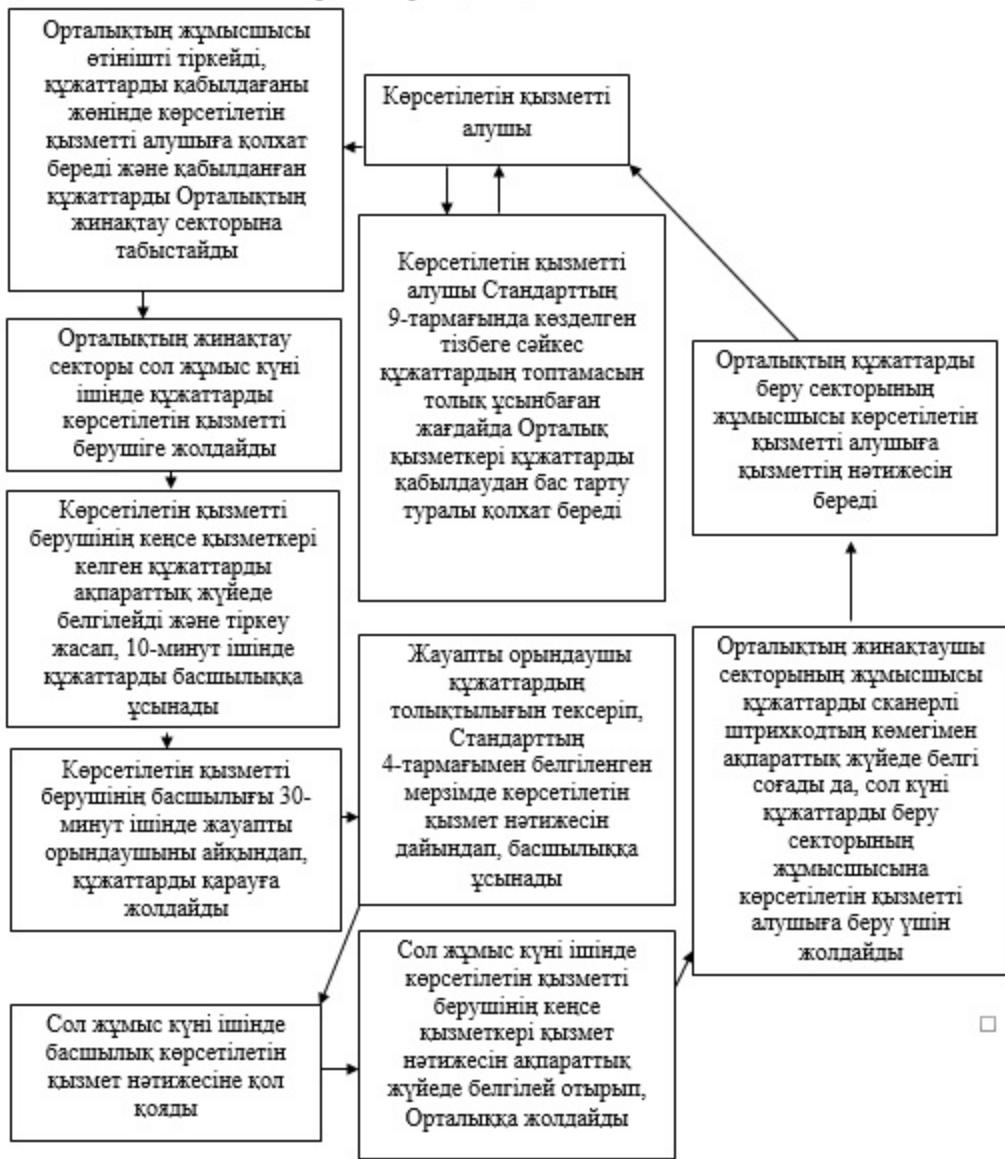 Орталықтың жұмысшысы
өтінішті тіркейді,
құжаттарды қабылдағаны
жөнінде көрсетілетін
қызметті алушыға қолхат
береді және қабылданған
құжаттарды Орталықтың
жинақтау секторына
табыстайды
Көрсетілетін қызметті
алушы
Көрсетілетін қызметті
алушы Стандарттың
9-тармағында көзделген
тізбеге сәйкес
құжаттардың топтамасын
толық ұсынбаған
жағдайда Орталық
қызметкері құжаттарды
қабылдаудан бас тарту
туралы қолхат береді
Орталықтың жинақтау
секторы сол жұмыс күні
ішінде құжаттарды
көрсетілетін қызметті
берушіге жолдайды
Көрсетілетін қызметті
берушінің кеңсе қызметкері
келген құжаттарды
ақпараттық жүйеде
белгілейді және тіркеу
жасап, 10-минут ішінде
құжаттарды басшылыққа
ұсынады
Көрсетілетін қызметті
берушінің басшылығы 30-
минут ішінде жауапты
орындаушыны айқындап,
құжаттарды қарауға
жолдайды
Жауапты орындаушы
құжаттардың
толықтылығын тексеріп,
Стандарттың
4-тармағымен белгіленген
мерзімде көрсетілетін
қызмет нәтижесін
дайындап, басшылыққа
ұсынады
Сол жұмыс күні ішінде
басшылық көрсетілетін
қызмет нәтижесіне қол
қояды
Сол жұмыс күні ішінде
көрсетілетін қызметті
берушінің кеңсе
қызметкері қызмет
нәтижесін ақпараттық
жүйеде белгілей отырып,
Орталыққа жолдайды
Орталықтың жинақтаушы
секторының жұмысшысы
құжаттарды сканерлі
штрихкодтың көмегімен
ақпараттық жүйеде белгі
соғады да, сол күні
құжаттарды беру
секторының
жұмысшысына
көрсетілетін қызметті
алушыға беру үшін
жолдайды
Орталықтың құжаттарды
беру секторының
жұмысшысы көрсетілетін
қызметті алушыға
қызметтің нәтижесін
береді